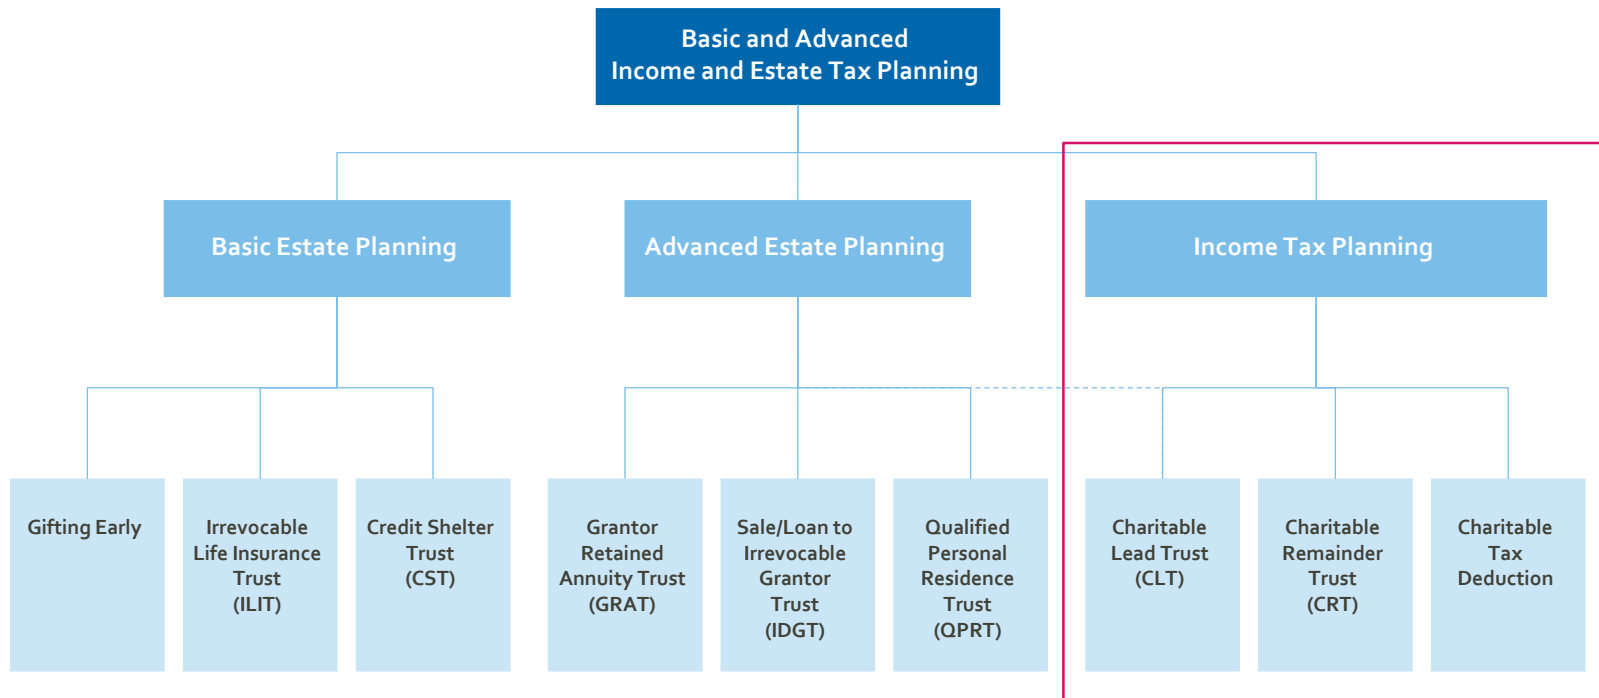 Basic and Advanced
Income and Estate Tax Planning
Basic Estate Planning
Advanced Estate Planning
Income Tax Planning
Gifting Early
Irrevocable
Life Insurance
Trust
(ILIT)
Credit Shelter
Trust
(CST)
Grantor
Retained
Annuity Trust
(GRAT)
Sale/Loan to
Irrevocable
Grantor
Trust
(IDGT)
Qualified
Personal
Residence
Trust
(QPRT)
Charitable
Lead Trust
(CLT)
Charitable
Remainder
Trust
(CRT)
Charitable
Tax
Deduction